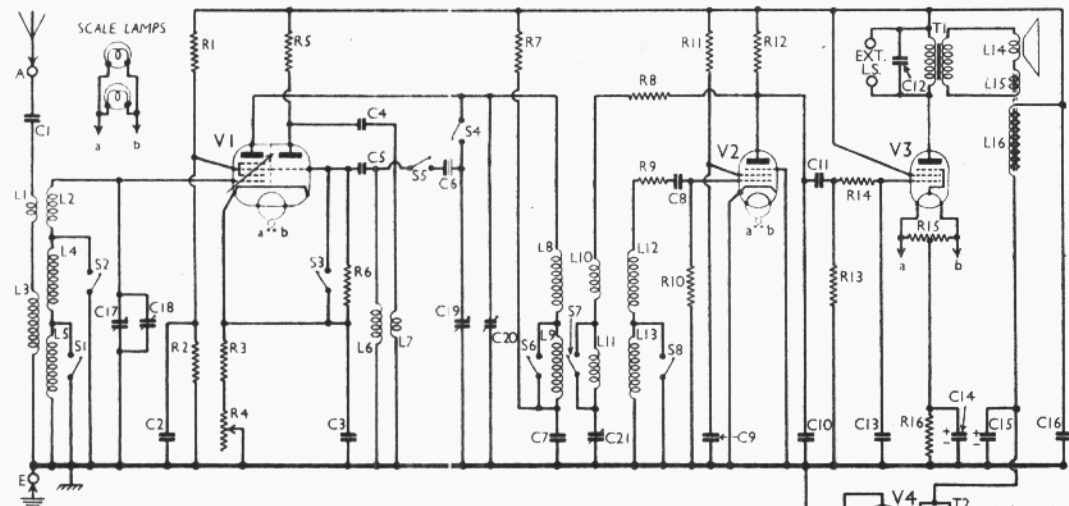 SCALE LAMPS
R1
R5
R7
R11
R12
T1
L14
EXT.
L.S.
C12
L15
L16
A
C1
a
b
V1
C4
S4
R8
V2
V3
C5
S5
C6
R9
C8
C11
R14
L1
L2
R15
a
b
a
b
a
b
L4
S2
S3
R6
L8
L10
L12
R10
R13
L3
C17
C18
C19
C20
L5
S1
R2
R3
L6
L7
S6
L9
S7
L11
L13
S8
R4
C2
C3
C7
C21
C9
C10
C13
R16
C14
C15
C16
+
−
+
−
E
V4
T2